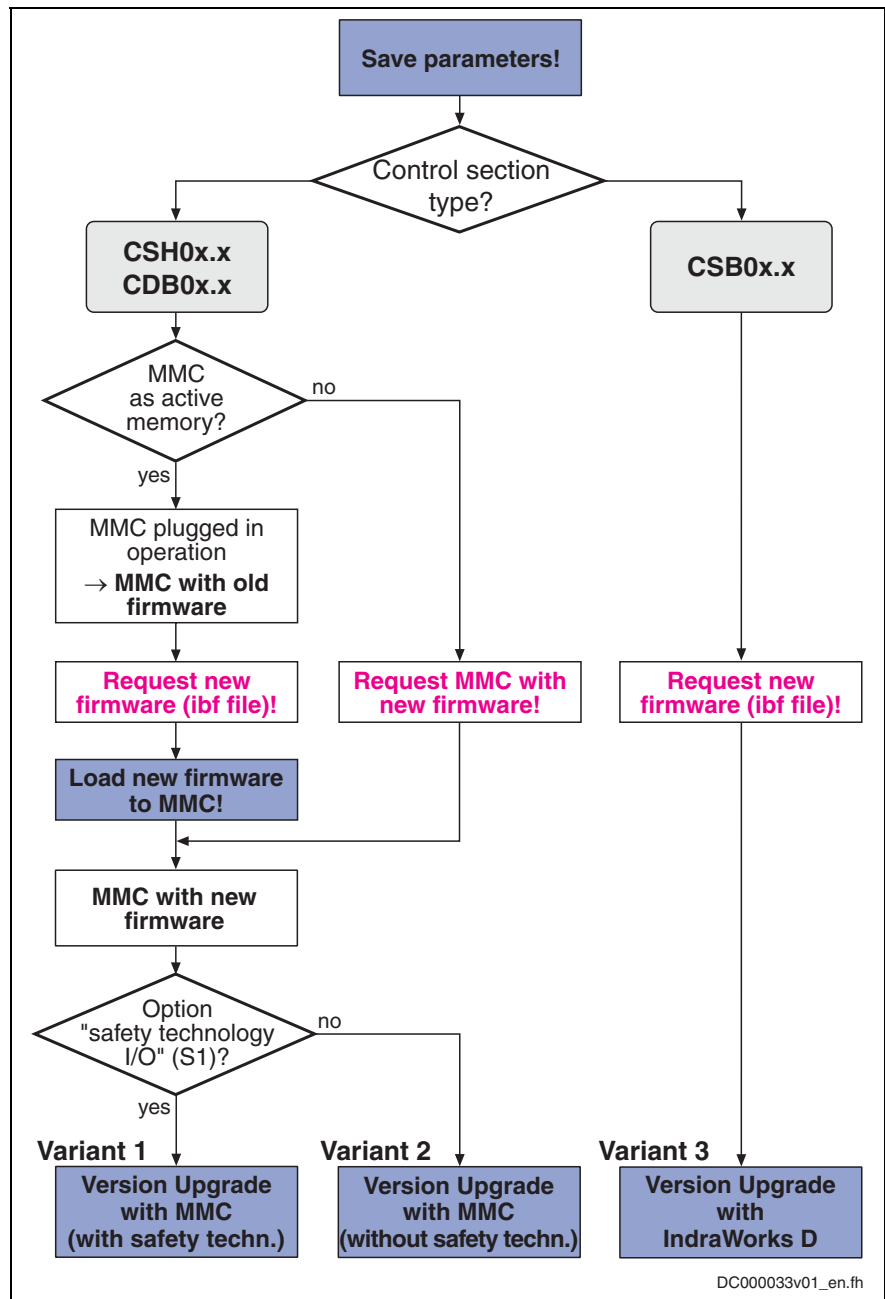 Save parameters!
Control section
type?
CSH0x.x
CDB0x.x
CSB0x.x
MMC
as active
memory?
no
yes
MMC plugged in
operation
→ MMC with old
firmware
Request new
firmware (ibf file)!
Request MMC with
new firmware!
Request new
firmware (ibf file)!
Load new firmware
to MMC!
MMC with new
firmware
Option
"safety technology
I/O" (S1)?
no
yes
Variant 1
Version Upgrade
with MMC
(with safety techn.)
Variant 2
Version Upgrade
with MMC
(without safety techn.)
Variant 3
Version Upgrade
with
IndraWorks D
DC000033v01_en.fh